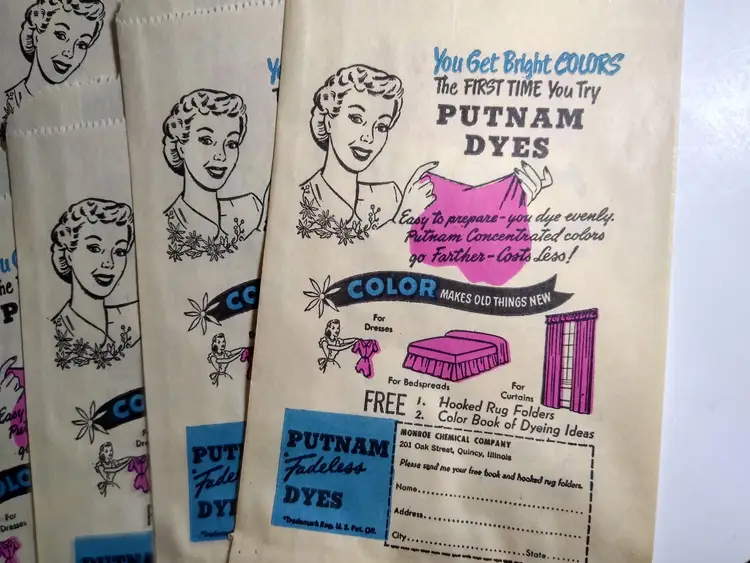 You Get Bright COLORS
The FIRST TIME You Try
PUTNAM
DYES
Easy to prepare-you dye evenly.
Putnam Concentrated colors
go Farther-Costs Less!
COLOR MAKES OLD THINGS NEW
For
Dresses
For Bedspreads
For
Curtains
FREE 1. Hooked Rug Folders
2. Color Book of Dyeing Ideas
PUTNAM
Fadeless
DYES
*Trademark Reg. U. S. Pat. Off.
MONROE CHEMICAL COMPANY
201 Oak Street, Quincy, Illinois
Please send me your free book and hooked rug folders.
Name
Address
City State